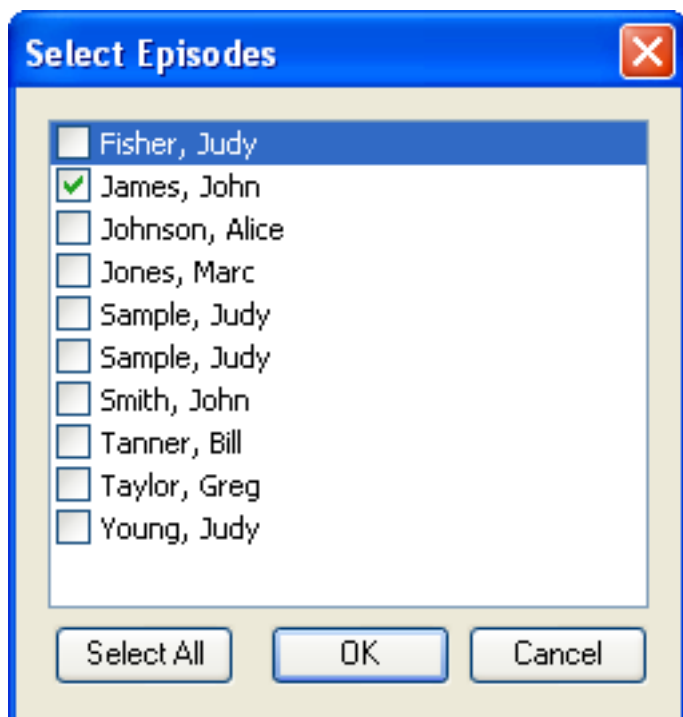 Select Episodes
Fisher, Judy
James, John
Johnson, Alice
Jones, Marc
Sample, Judy
Sample, Judy
Smith, John
Tanner, Bill
Taylor, Greg
Young, Judy
Select All OK Cancel